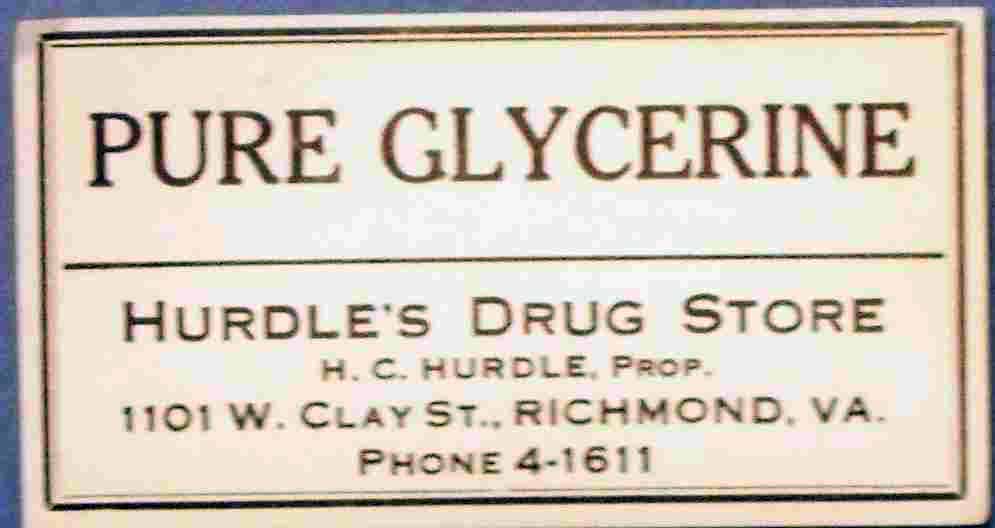 PURE GLYCERINE
HURDLE'S DRUG STORE
H. C. HURDLE, PROP.
1101 W. CLAY ST., RICHMOND, VA.
PHONE 4-1611